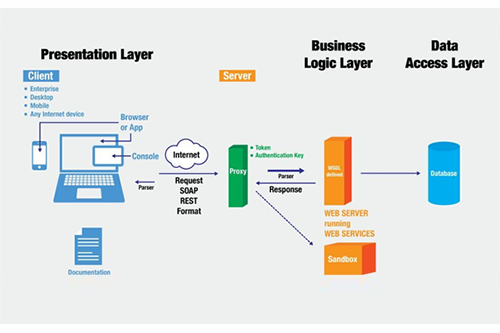 Presentation Layer
Business
Logic Layer
Data
Access Layer
Client
Server
Enterprise
Desktop
Mobile
Any Internet device
Browser
or App
Console
Internet
Token
Authentication Key
Parser
Request
SOAP
REST
Format
Proxy
Parser
Response
WSDL
defined
Database
WEB SERVER
running
WEB SERVICES
Sandbox
Documentation